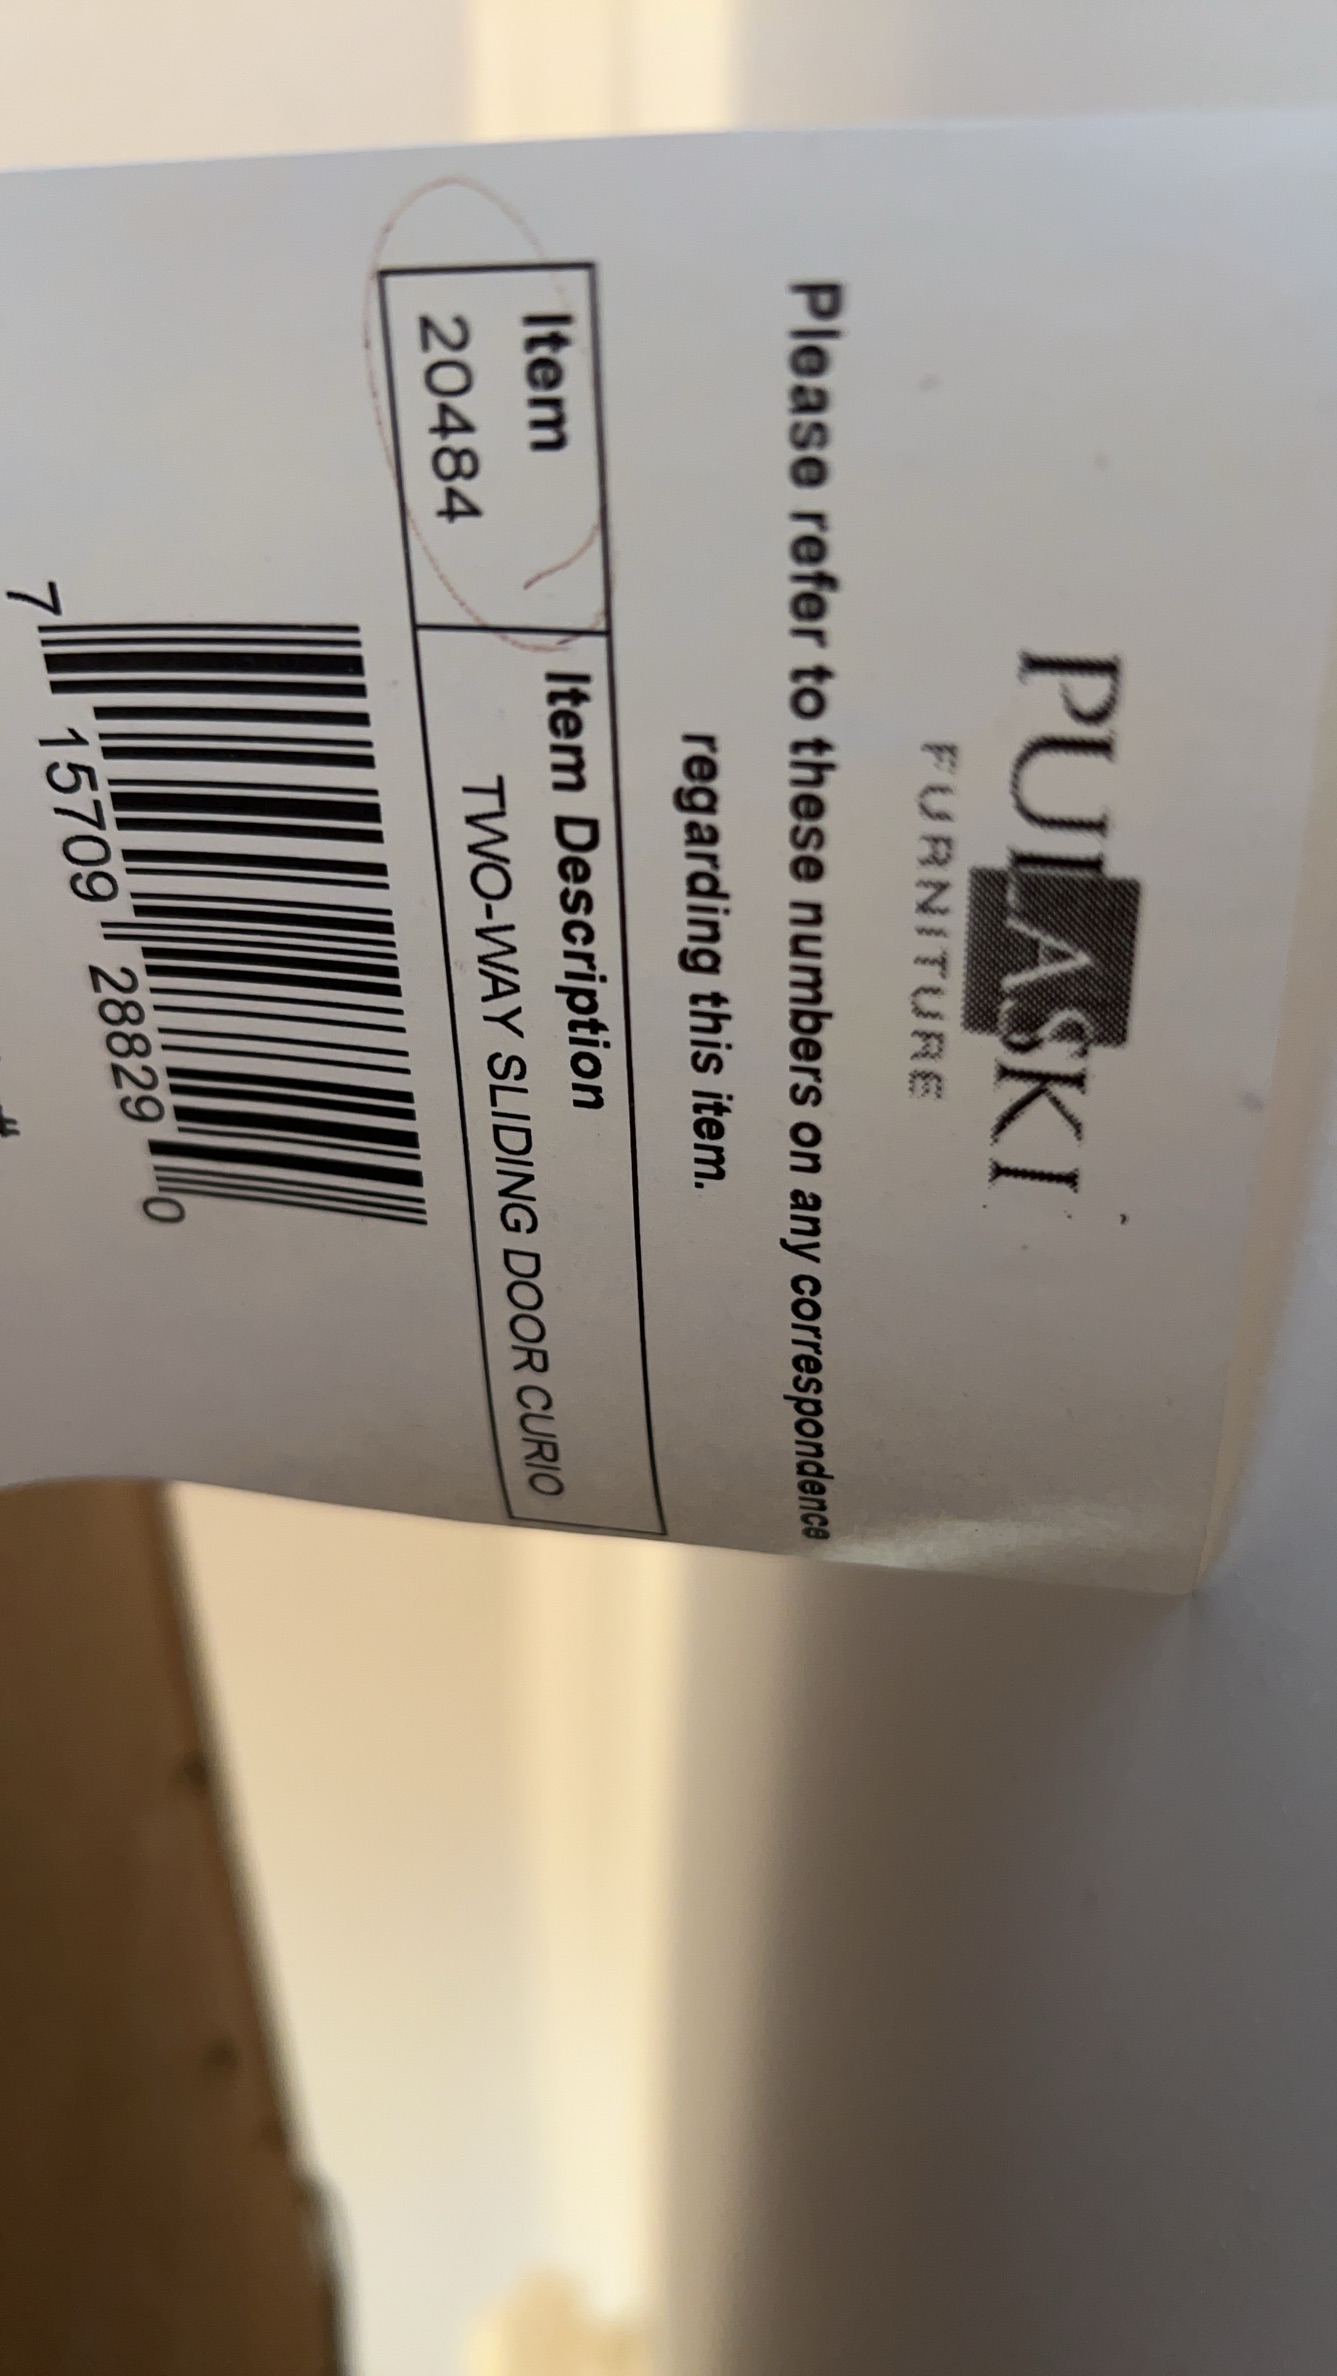 PULASKI
FURNITURE
Please refer to these numbers on any correspondence
regarding this item.
Item Item Description
20484 TWO-WAY SLIDING DOOR CURIO
7 15709 28829 0
#